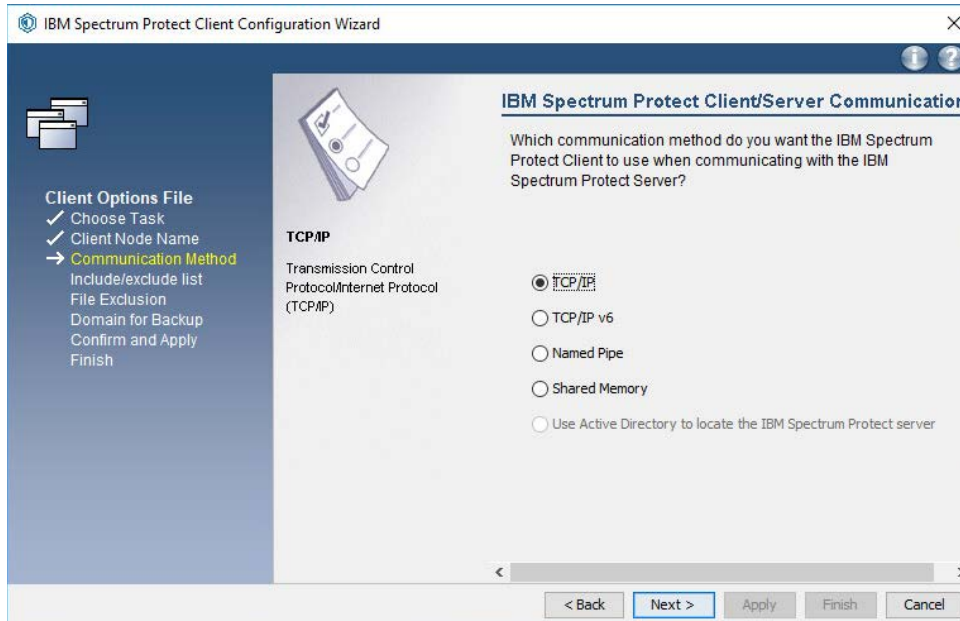 IBM Spectrum Protect Client Configuration Wizard
Client Options File
Choose Task
Client Node Name
Communication Method
Include/exclude list
File Exclusion
Domain for Backup
Confirm and Apply
Finish
TCP/IP
Transmission Control
Protocol/Internet Protocol
(TCP/IP)
IBM Spectrum Protect Client/Server Communication
Which communication method do you want the IBM Spectrum
Protect Client to use when communicating with the IBM
Spectrum Protect Server?
TCP/IP
TCP/IP v6
Named Pipe
Shared Memory
Use Active Directory to locate the IBM Spectrum Protect server
< Back
Next >
Apply
Finish
Cancel